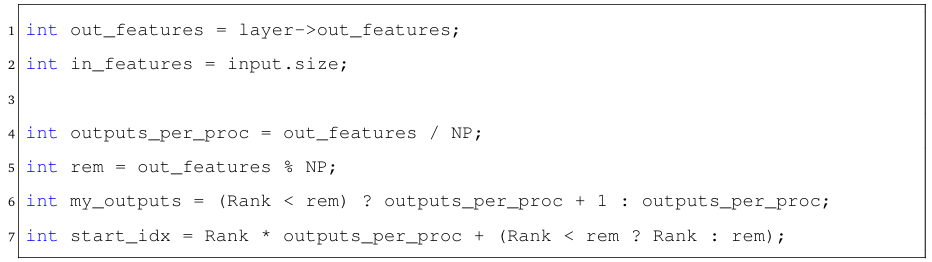 1 int out_features = layer->out_features;
2 int in_features = input.size;
3
4 int outputs_per_proc = out_features / NP;
5 int rem = out_features % NP;
6 int my_outputs = (Rank < rem) ? outputs_per_proc + 1 : outputs_per_proc;
7 int start_idx = Rank * outputs_per_proc + (Rank < rem ? Rank : rem);